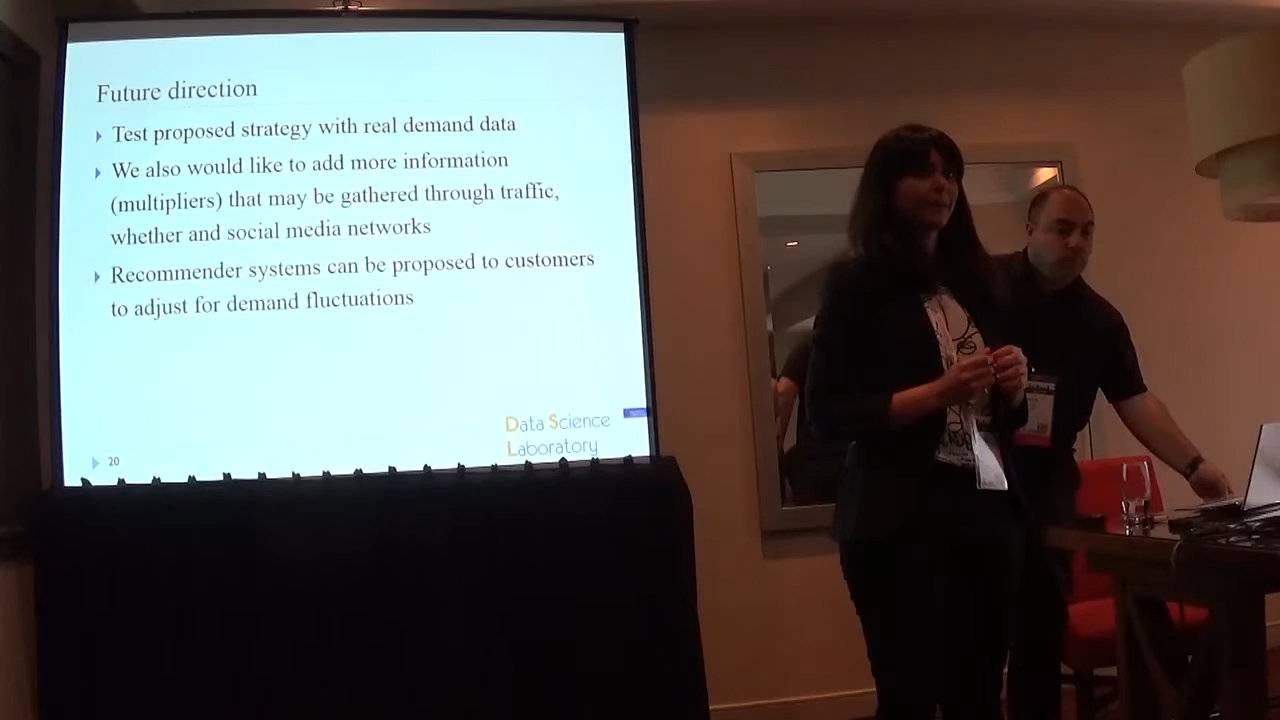 Future direction
Test proposed strategy with real demand data
We also would like to add more information
(multipliers) that may be gathered through traffic,
whether and social media networks
Recommender systems can be proposed to customers
to adjust for demand fluctuations
Data Science
Laboratory
20